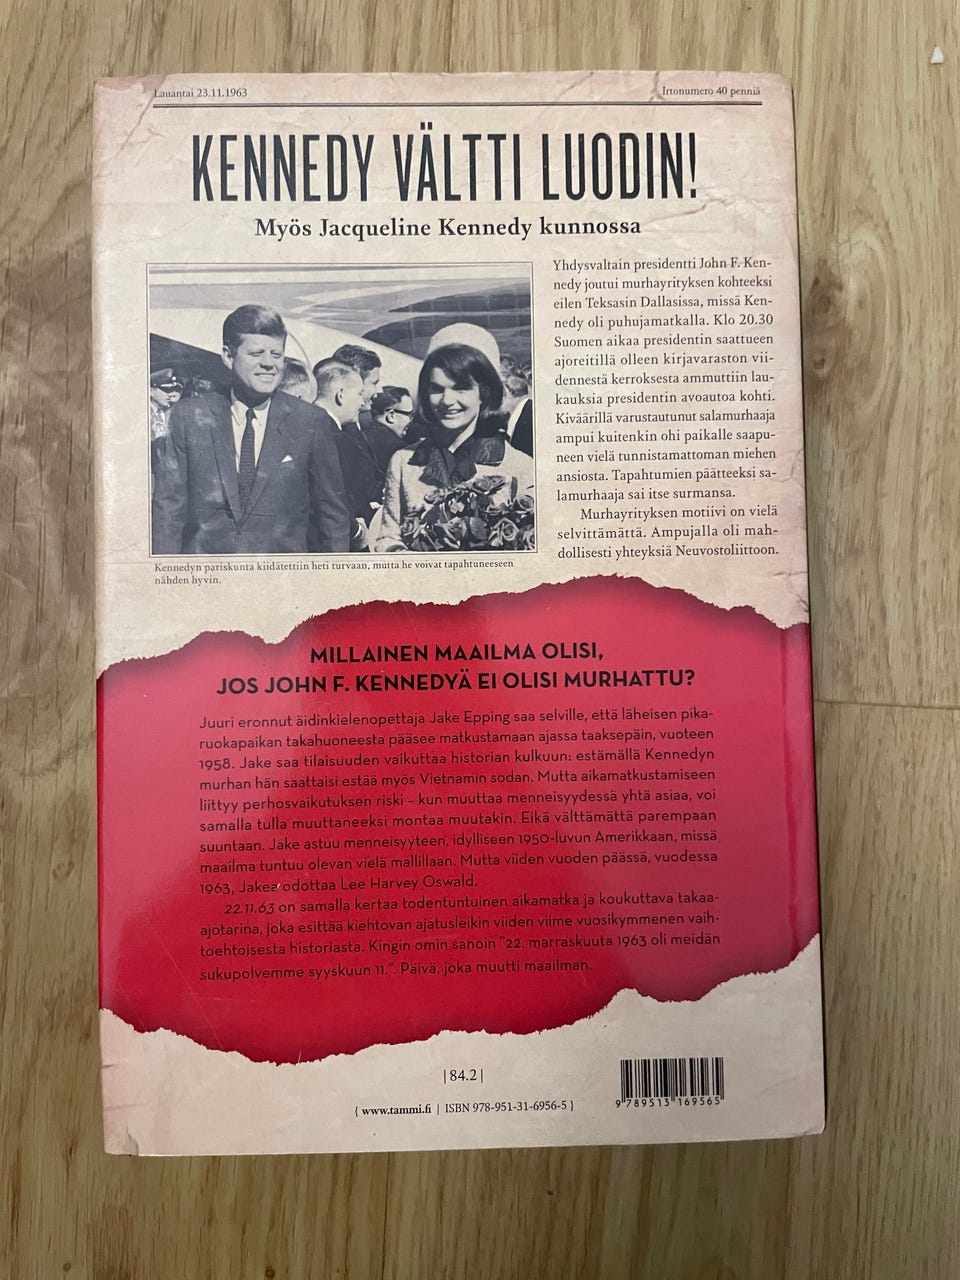 Lauantai 23.11.1963
Irtonumero 40 penniä
KENNEDY VÄLTTI LUODIN!
Myös Jacqueline Kennedy kunnossa
Yhdysvaltain presidentti John F. Ken-
nedy joutui murhayrityksen kohteeksi
eilen Teksasin Dallasissa, missä Ken-
nedy oli puhujamatkalla. Klo 20.30
Suomen aikaa presidentin saattueen
ajoreitillä olleen kirjavaraston vii-
dennestä kerroksesta ammuttiin lau-
kauksia presidentin avoautoa kohti.
Kiväärillä varustautunut salamurhaaja
ampui kuitenkin ohi paikalle saapu-
neen vielä tunnistamattoman miehen
ansiosta. Tapahtumien päätteeksi sa-
lamurhaaja sai itse surmansa.
Murhayrityksen motiivi on vielä
selvittämättä. Ampujalla oli mah-
dollisesti yhteyksiä Neuvostoliittoon.
Kennedyn pariskunta kiidätettiin heti turvaan, mutta he voivat tapahtuneeseen
nähden hyvin.
MILLAINEN MAAILMA OLISI,
JOS JOHN F. KENNEDYÄ EI OLISI MURHATTU?
Juuri eronnut äidinkielenopettaja Jake Epping saa selville, että läheisen pika-
ruokapaikan takahuoneesta pääsee matkustamaan ajassa taaksepäin, vuoteen
1958. Jake saa tilaisuuden vaikuttaa historian kulkuun: estämällä Kennedyn
murhan hän saattaisi estää myös Vietnamin sodan. Mutta aikamatkustamiseen
liittyy perhosvaikutuksen riski – kun muuttaa menneisyydessä yhtä asiaa, voi
samalla tulla muuttaneeksi montaa muutakin. Eikä välttämättä parempaan
suuntaan. Jake astuu menneisyyteen, idylliseen 1950-luvun Amerikkaan, missä
maailma tuntuu olevan vielä mallillaan. Mutta viiden vuoden päässä, vuodessa
1963, Jakea odottaa Lee Harvey Oswald.
22.11.63 on samalla kertaa todentuntuinen aikamatka ja koukuttava takaa-
ajotarina, joka esittää kiehtovan ajatusleikin viiden viime vuosikymmenen vaih-
toehtoisesta historiasta. Kingin omin sanoin "22. marraskuuta 1963 oli meidän
sukupolvemme syyskuun 11.". Päivä, joka muutti maailman.
| 84.2 |
{ www.tammi.fi | ISBN 978-951-31-6956-5 }
9 789513 169565